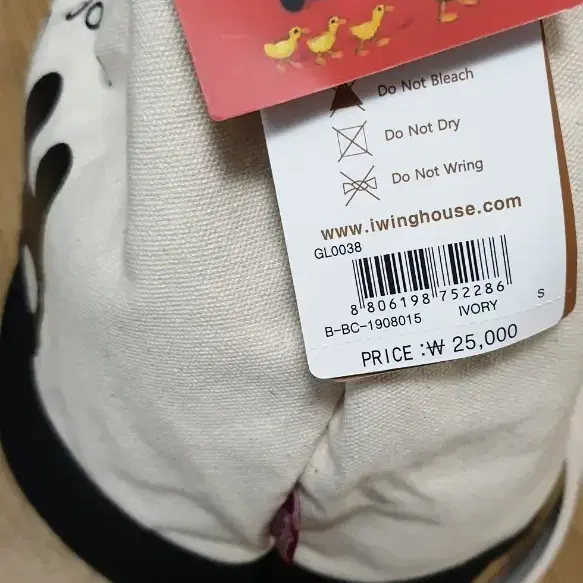 Do Not Bleach
Do Not Dry
Do Not Wring
www.iwinghouse.com
GL0038
8 806198 752286
B-BC-1908015 IVORY S
PRICE :₩ 25,000